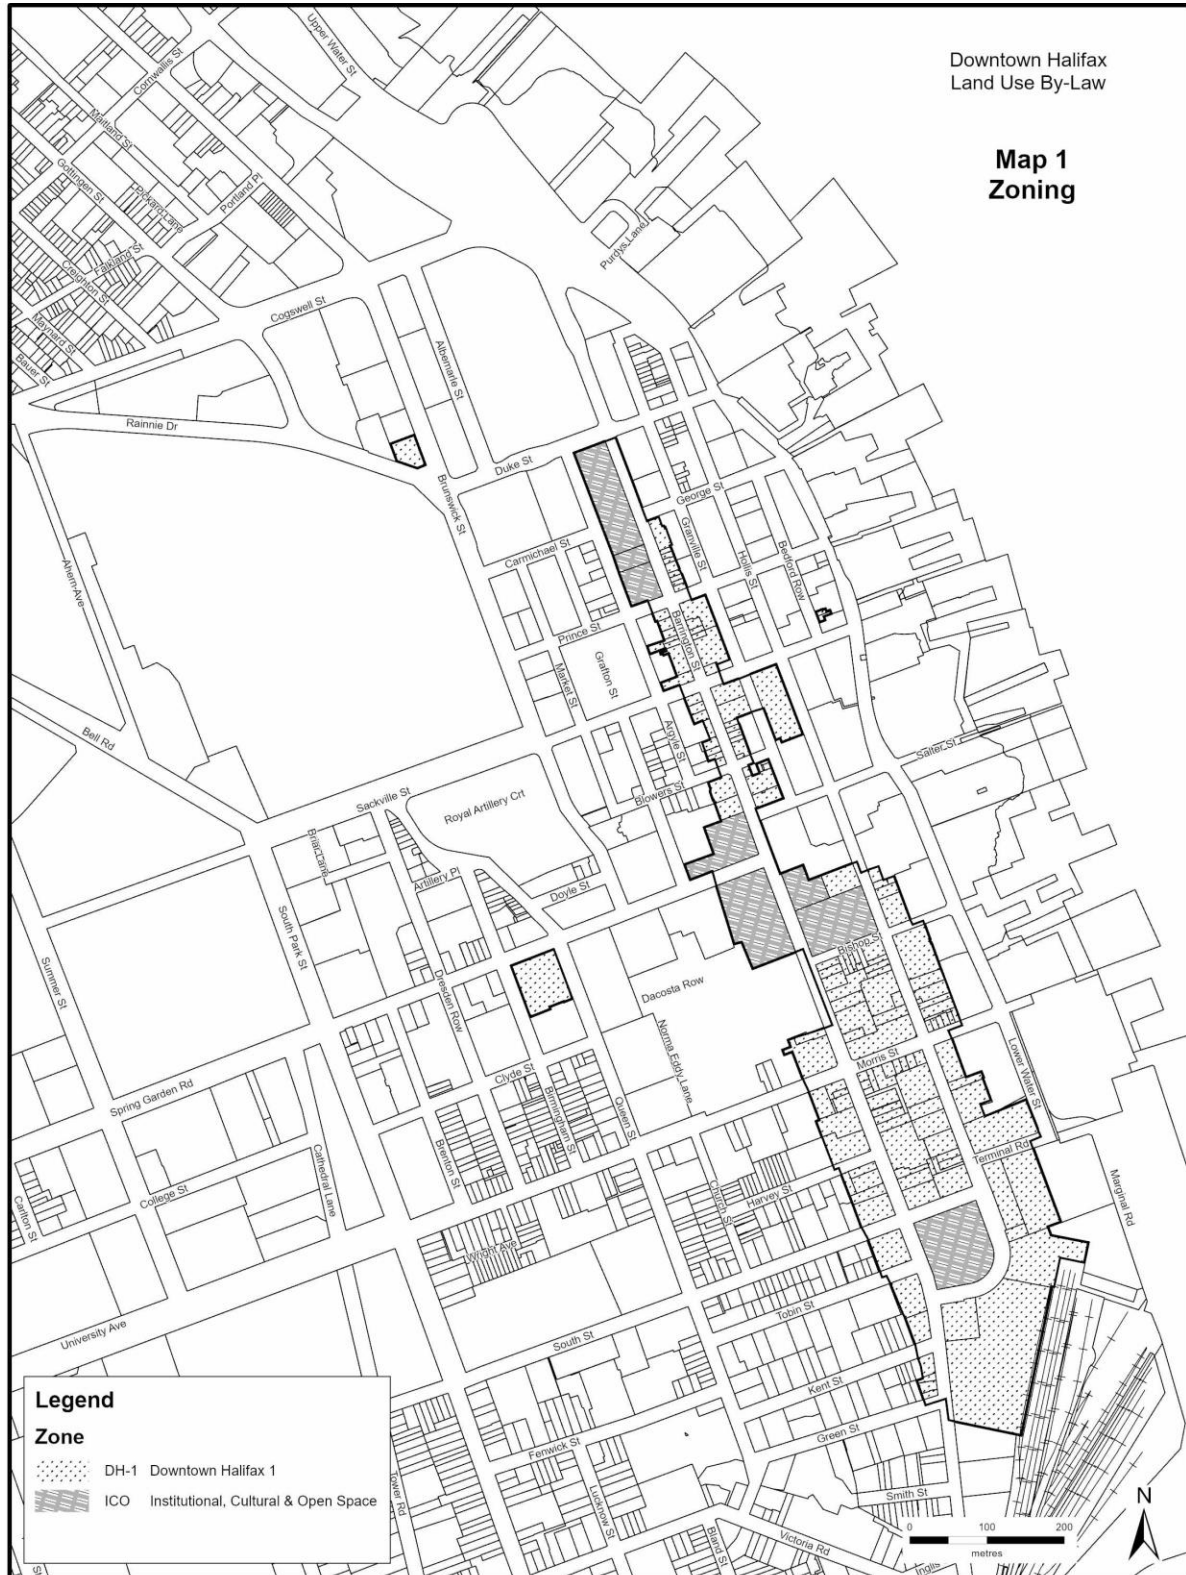 Downtown Halifax
Land Use By-Law
Map 1
Zoning
Upper Water St
Cornwallis St
Maitland St
Gottingen St
Pickard Lane
Portland Pl
Falkland St
Creighton St
Maynard St
Bauer St
Cogswell St
Purdys Lane
Albemarle St
Rainnie Dr
Duke St
Brunswick St
George St
Granville St
Carmichael St
Hollis St
Bedford Row
Ahern Ave
Prince St
Barrington St
Grafton St
Market St
Bell Rd
Argyle St
Salter St
Blowers St
Sackville St
Royal Artillery Crt
Briar Lane
Artillery Pl
Doyle St
South Park St
Bishop St
Summer St
Dresden Row
Dacosta Row
Norma Eddy Lane
Morris St
Lower Water St
Clyde St
Spring Garden Rd
Birmingham St
Queen St
Cathedral Lane
Brenton St
Terminal Rd
College St
Carlton St
Church St
Harvey St
Marginal Rd
Wright Ave
University Ave
Tobin St
South St
Kent St
Green St
Fenwick St
Tower Rd
Lucknow St
Smith St
Bland St
Victoria Rd
Inglis
Legend
Zone
DH-1 Downtown Halifax 1
ICO Institutional, Cultural & Open Space
N
0 100 200
metres